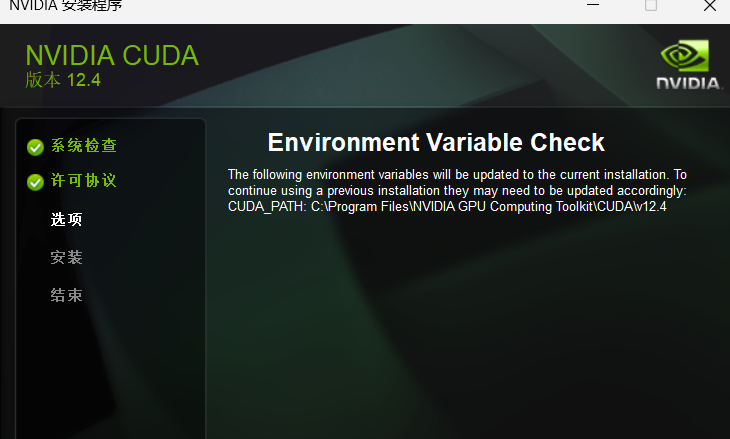 NVIDIA 安装程序
NVIDIA CUDA
版本 12.4
NVIDIA.
系统检查
许可协议
选项
安装
结束
Environment Variable Check
The following environment variables will be updated to the current installation. To
continue using a previous installation they may need to be updated accordingly:
CUDA_PATH: C:\Program Files\NVIDIA GPU Computing Toolkit\CUDA\v12.4